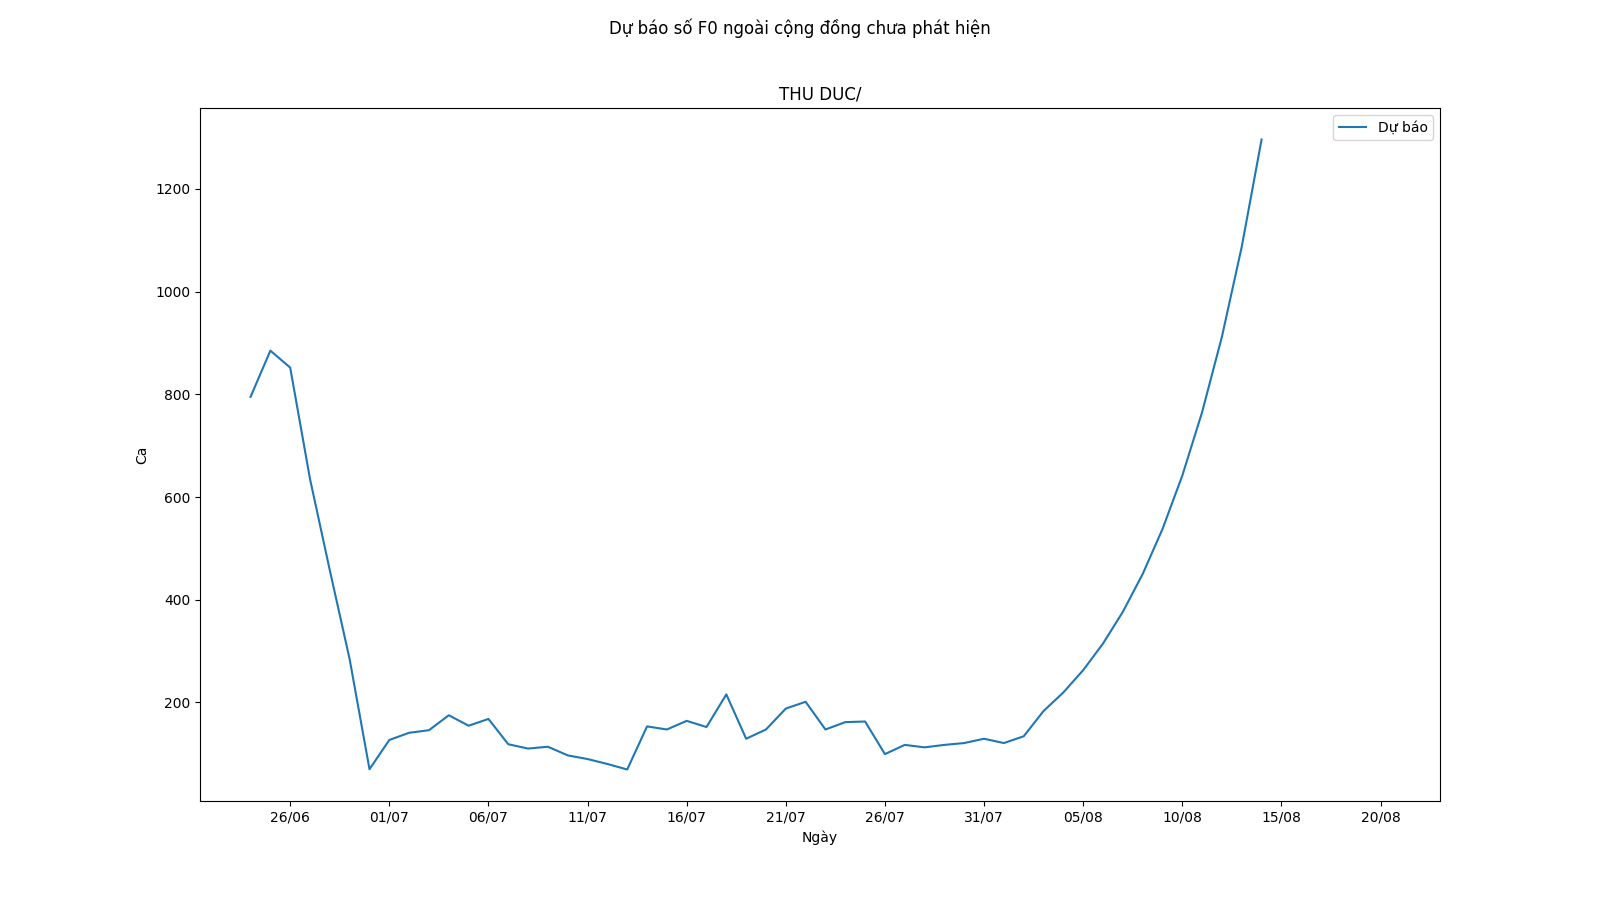 Dự báo số F0 ngoài cộng đồng chưa phát hiện
THU DUC/
Dự báo
1200
1000
800
600
400
200
Ca
26/06 01/07 06/07 11/07 16/07 21/07 26/07 31/07 05/08 10/08 15/08 20/08
Ngày